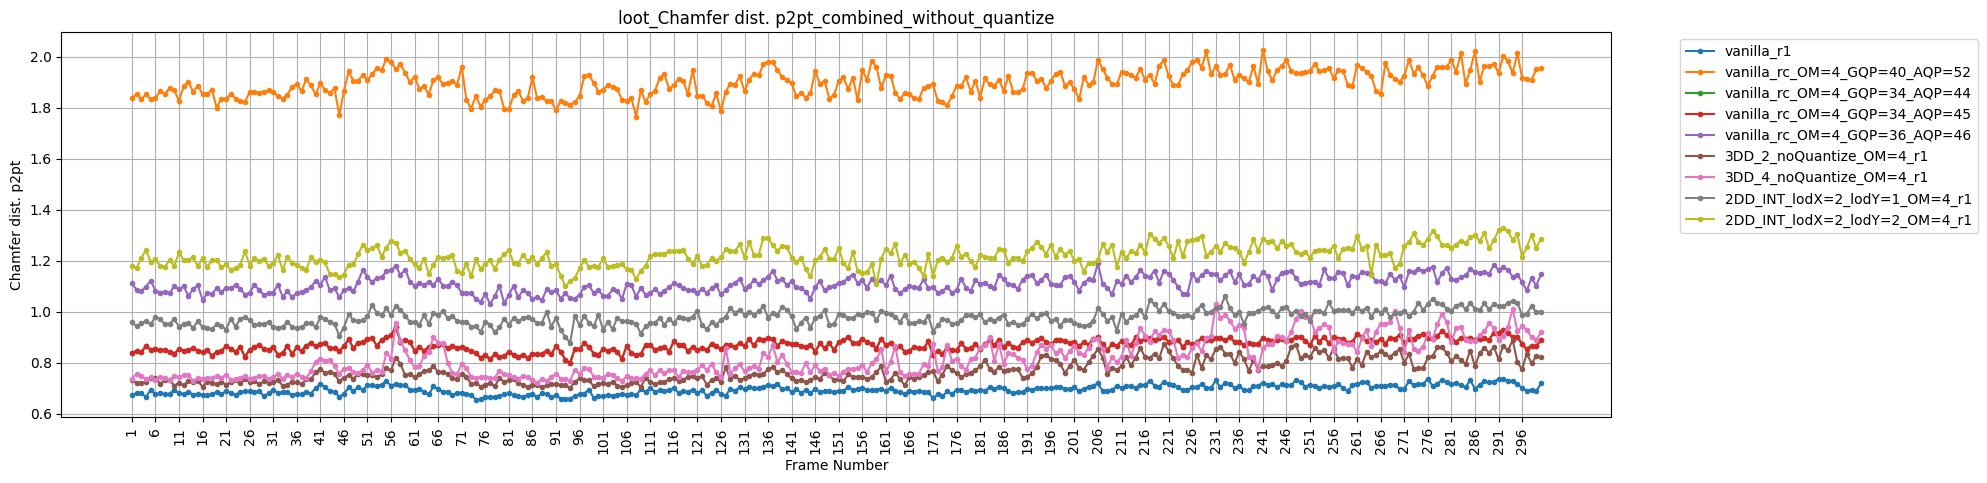 loot_Chamfer dist. p2pt_combined_without_quantize
Chamfer dist. p2pt
2.0
1.8
1.6
1.4
1.2
1.0
0.8
0.6
1 6 11 16 21 26 31 36 41 46 51 56 61 66 71 76 81 86 91 96 101 106 111 116 121 126 131 136 141 146 151 156 161 166 171 176 181 186 191 196 201 206 211 216 221 226 231 236 241 246 251 256 261 266 271 276 281 286 291 296
Frame Number
vanilla_r1
vanilla_rc_OM=4_GQP=40_AQP=52
vanilla_rc_OM=4_GQP=34_AQP=44
vanilla_rc_OM=4_GQP=34_AQP=45
vanilla_rc_OM=4_GQP=36_AQP=46
3DD_2_noQuantize_OM=4_r1
3DD_4_noQuantize_OM=4_r1
2DD_INT_lodX=2_lodY=1_OM=4_r1
2DD_INT_lodX=2_lodY=2_OM=4_r1